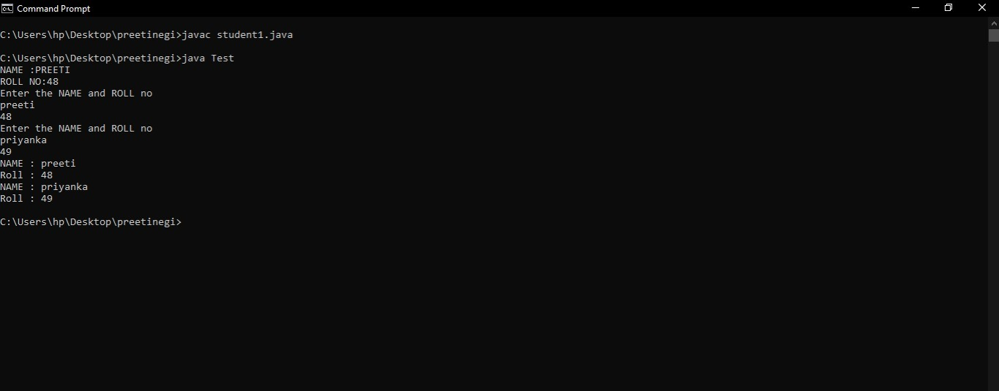 Command Prompt
C:\Users\hp\Desktop\preetinegi>javac student1.java
C:\Users\hp\Desktop\preetinegi>java Test
NAME :PREETI
ROLL NO:48
Enter the NAME and ROLL no
preeti
48
Enter the NAME and ROLL no
priyanka
49
NAME : preeti
Roll : 48
NAME : priyanka
Roll : 49
C:\Users\hp\Desktop\preetinegi>